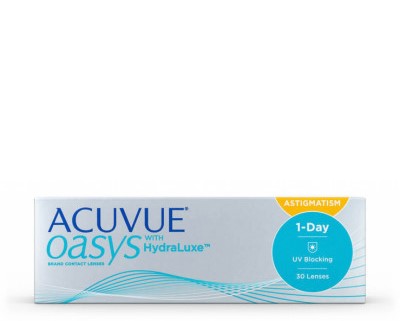 ACUVUE®
oasys WITH HydraLuxe™
BRAND CONTACT LENSES
ASTIGMATISM
1-Day
UV Blocking
30 Lenses